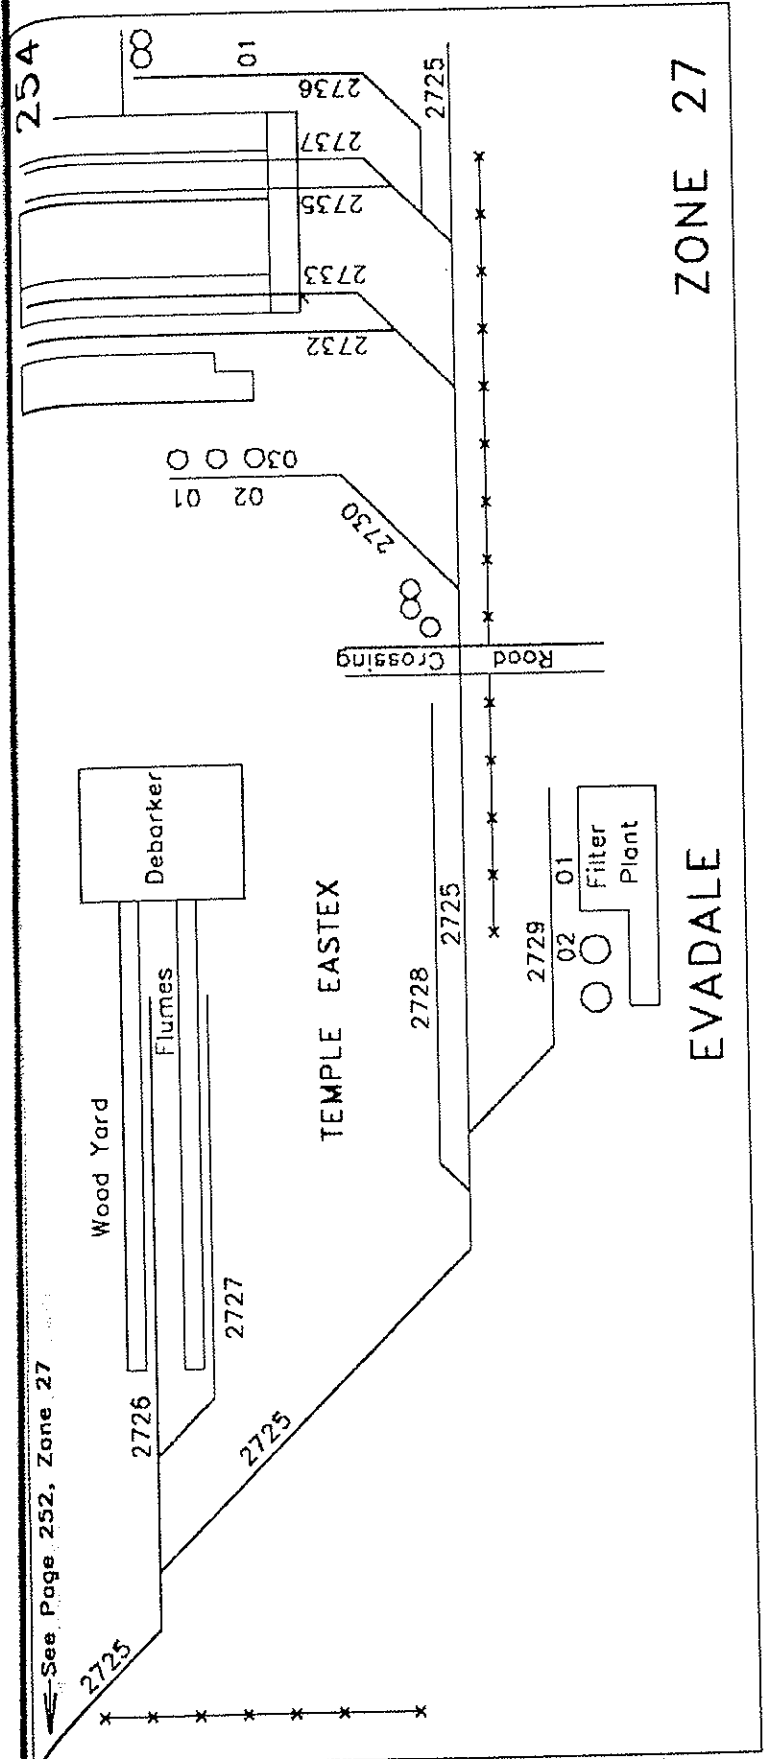 254
←See Page 252, Zone 27
2725
2726
2727
Wood Yard
Flumes
Debarker
2725
TEMPLE EASTEX
2728
2725
2729
02
01
Filter
Plant
Road Crossing
2730
01
02
03
2732
2733
2735
2737
2736
01
2725
EVADALE
ZONE 27